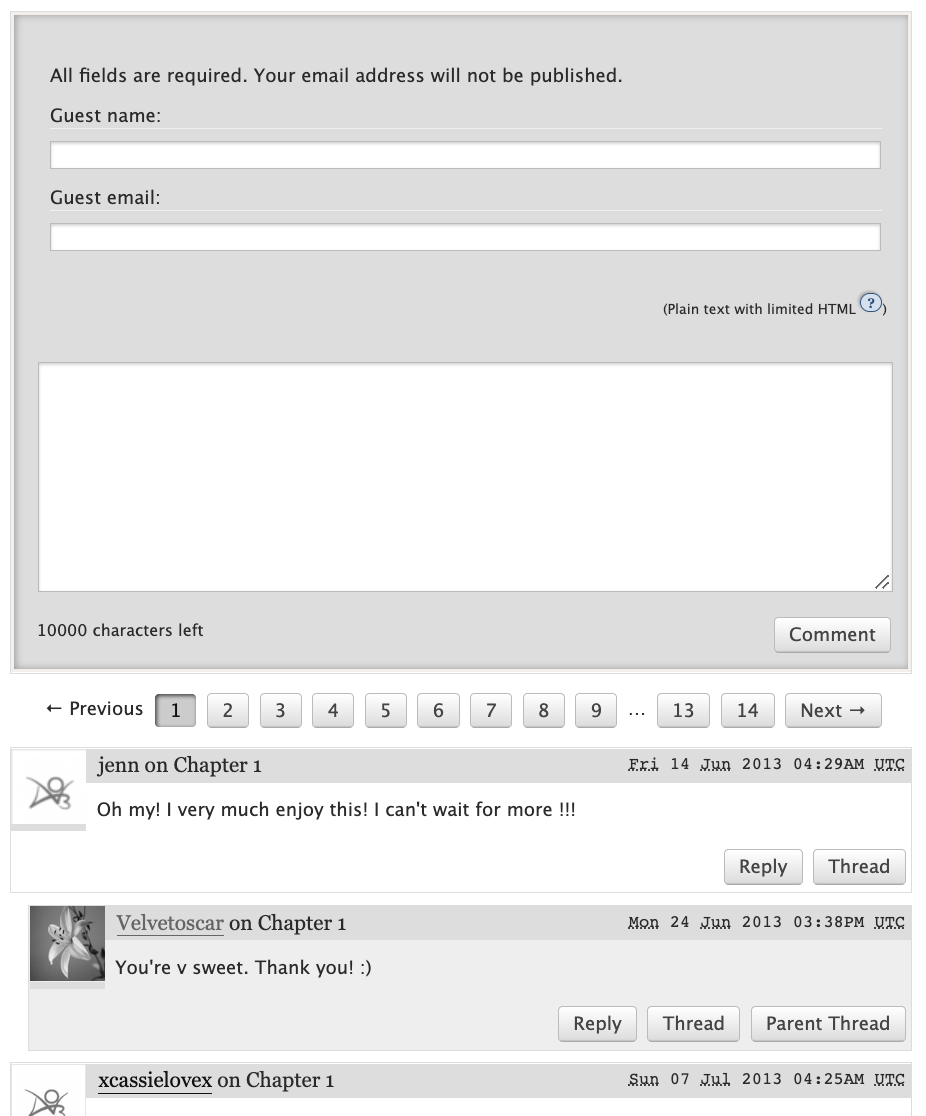 All fields are required. Your email address will not be published.
Guest name:
Guest email:
(Plain text with limited HTML ?)
10000 characters left
Comment
← Previous 1 2 3 4 5 6 7 8 9 … 13 14 Next →
jenn on Chapter 1 Fri 14 Jun 2013 04:29AM UTC
Oh my! I very much enjoy this! I can't wait for more !!!
Reply Thread
Velvetoscar on Chapter 1 Mon 24 Jun 2013 03:38PM UTC
You're v sweet. Thank you! :)
Reply Thread Parent Thread
xcassielovex on Chapter 1 Sun 07 Jul 2013 04:25AM UTC